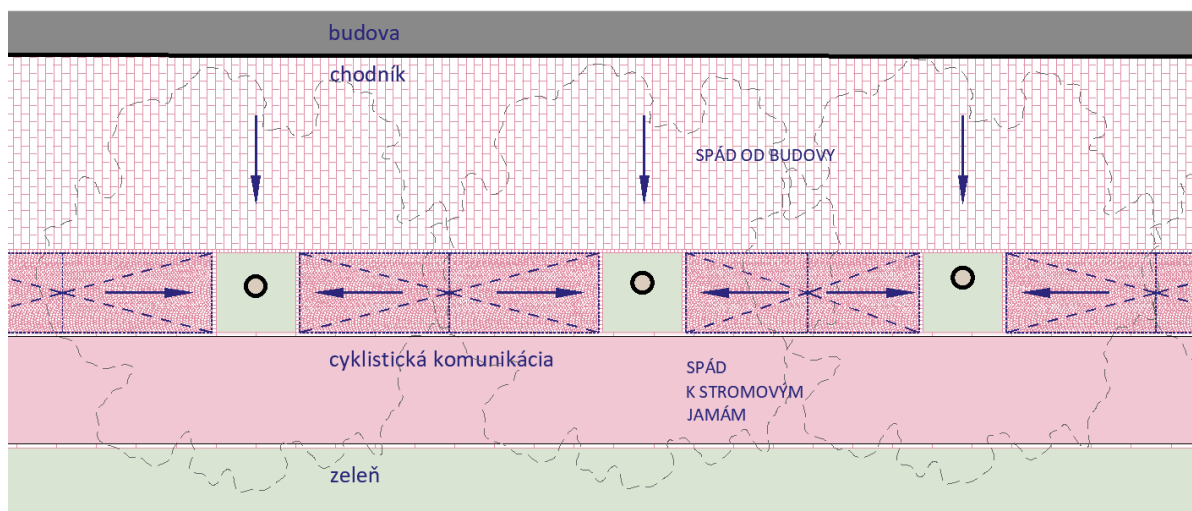 budova
chodník
SPÁD OD BUDOVY
cyklistická komunikácia
SPÁD
K STROMOVÝM
JAMÁM
zeleň